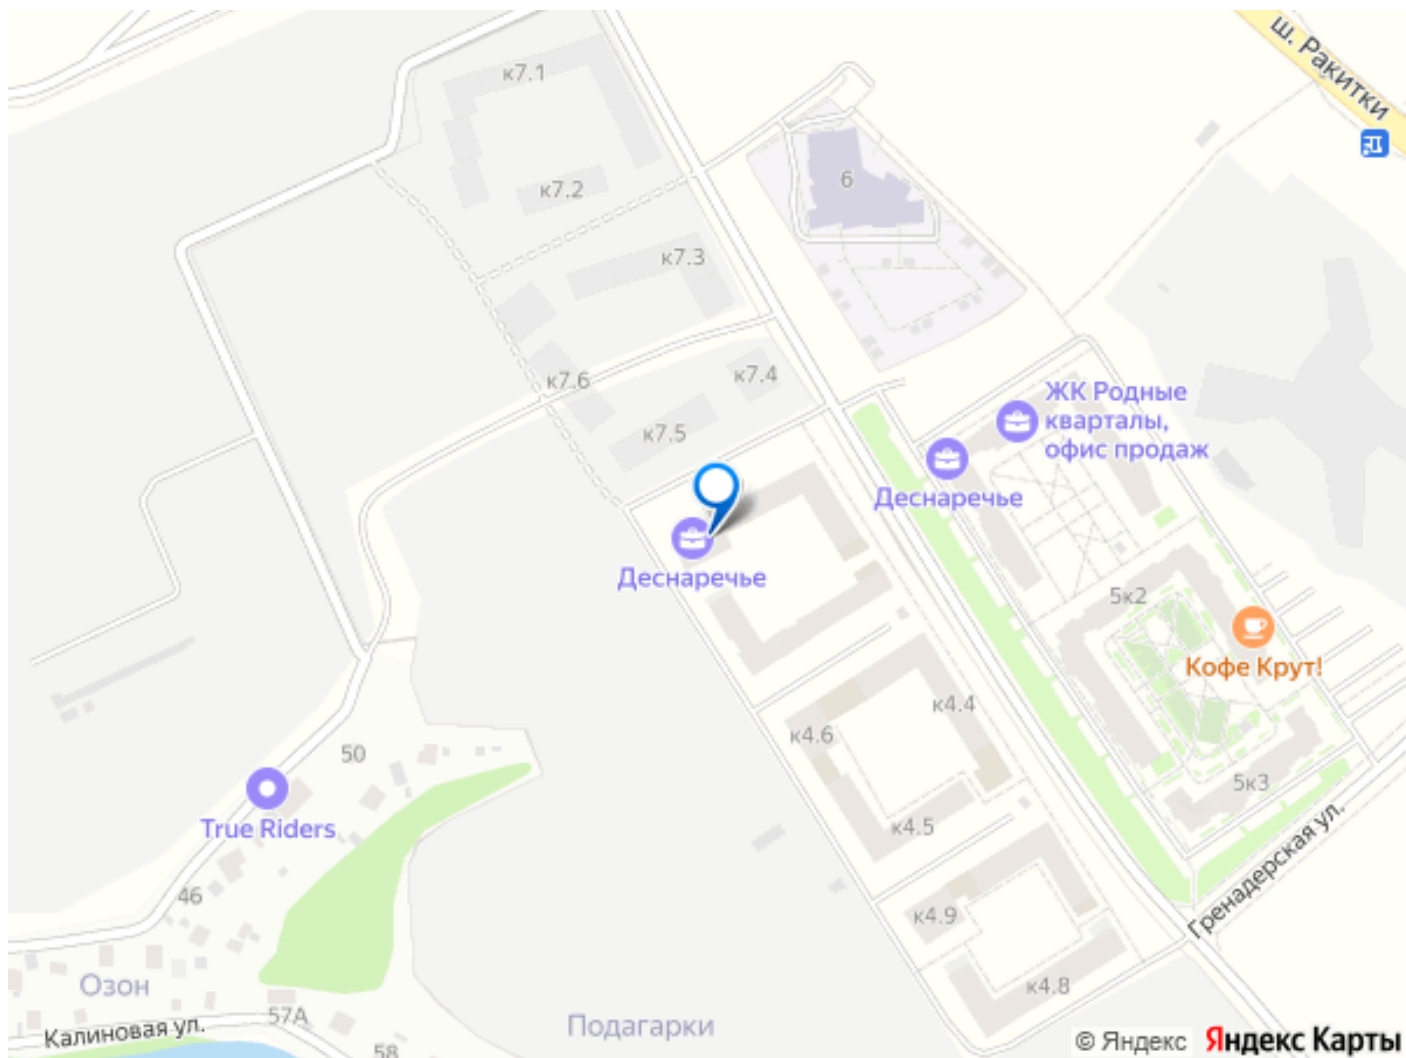 ш. Ракитки
к7.1
6
к7.2
к7.3
к7.6
к7.4
к7.5
ЖК Родные
кварталы,
офис продаж
Деснаречье
Деснаречье
5к2
Кофе Крут!
к4.4
к4.6
50
5к3
True Riders
к4.5
Гренадерская ул.
46
к4.9
Озон
к4.8
57А
Подагарки
Калиновая ул.
58
© Яндекс Яндекс Карты